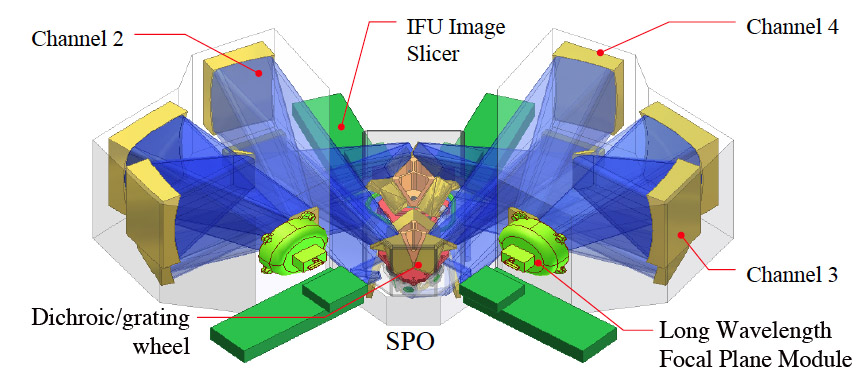 Channel 2
IFU Image
Slicer
Channel 4
Channel 3
Dichroic/grating
wheel
SPO
Long Wavelength
Focal Plane Module